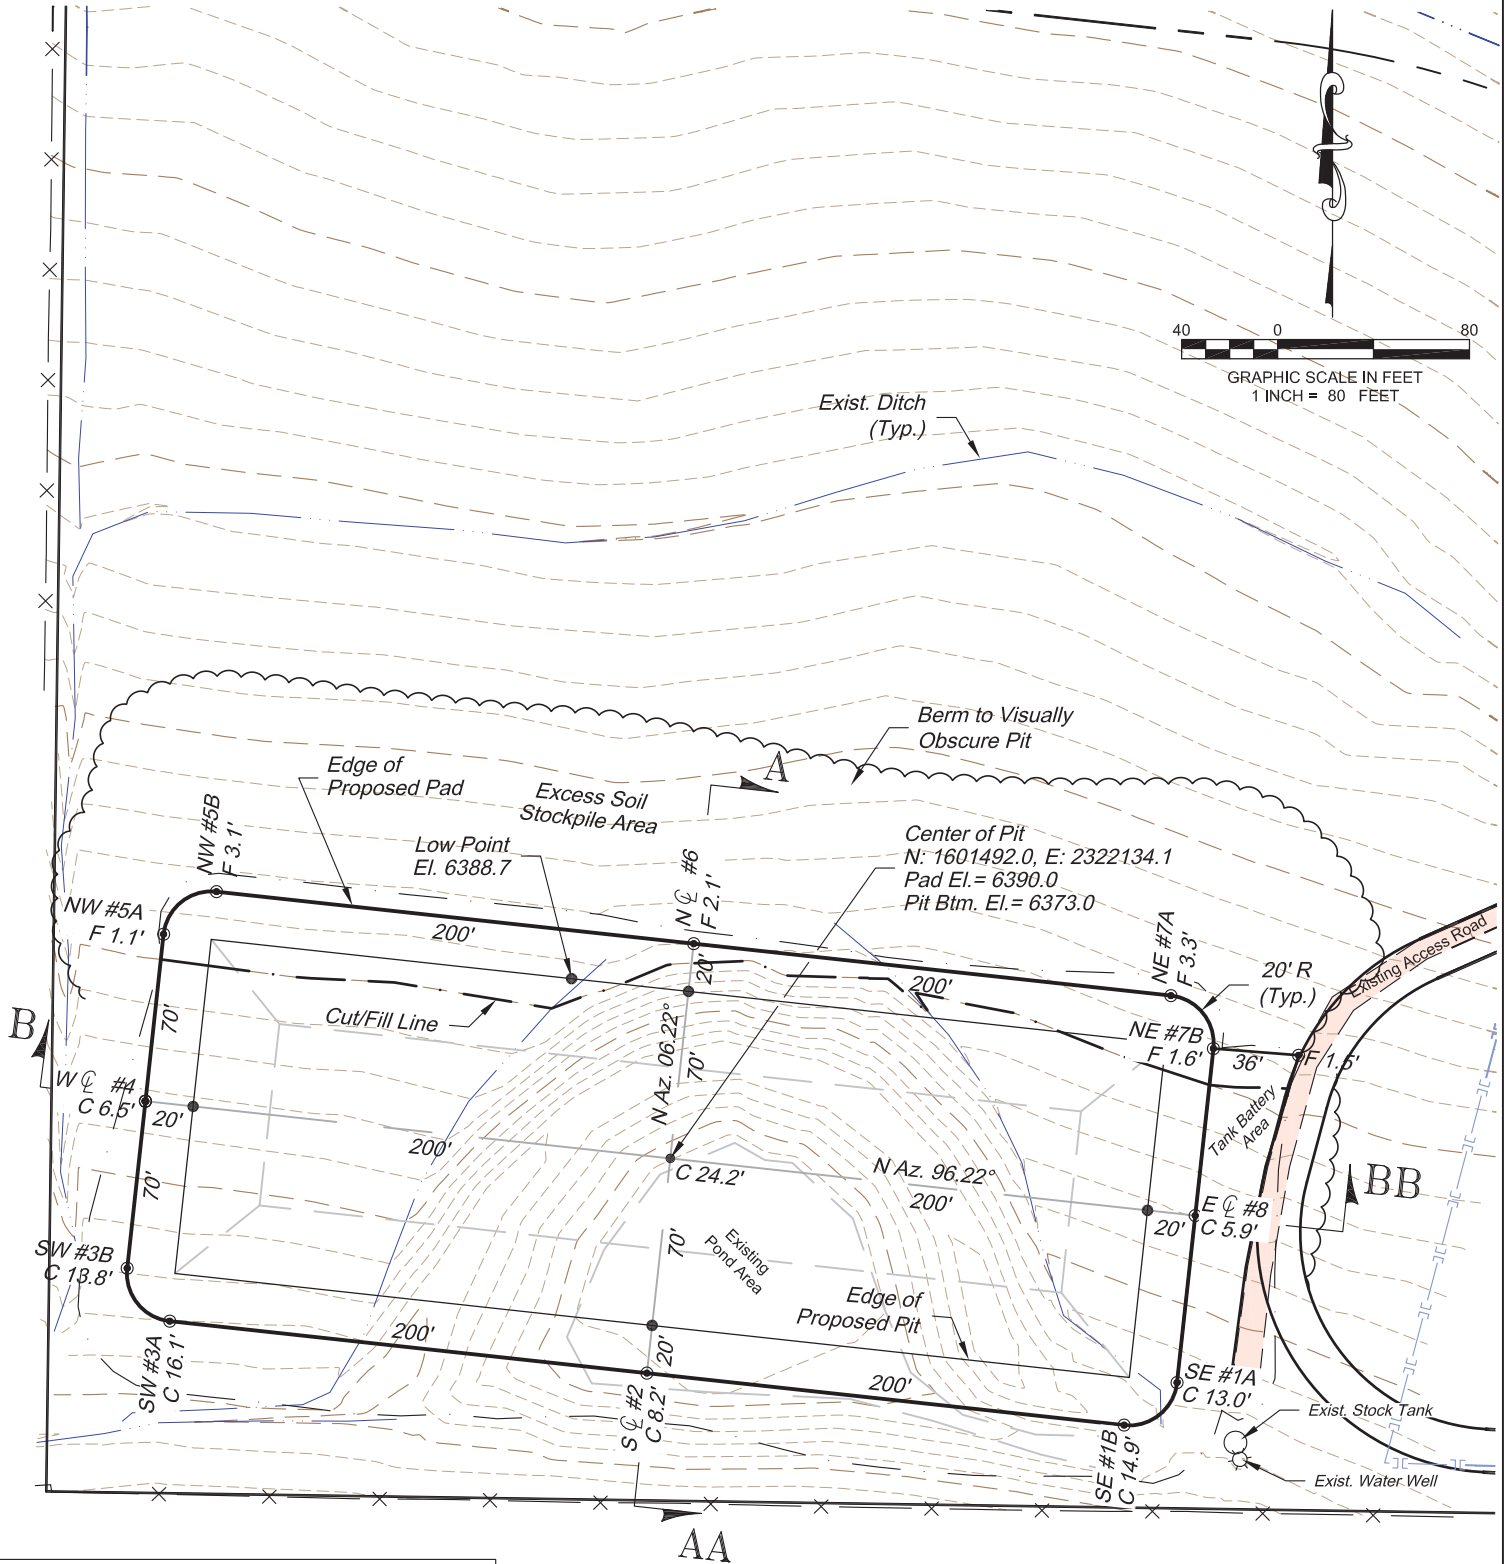 40 0 80
GRAPHIC SCALE IN FEET
1 INCH = 80 FEET
Exist. Ditch
(Typ.)
Berm to Visually
Obscure Pit
A
Edge of
Proposed Pad
Excess Soil
Stockpile Area
Low Point
El. 6388.7
Center of Pit
N: 1601492.0, E: 2322134.1
Pad El.= 6390.0
Pit Btm. El.= 6373.0
NW #5B
F 3.1'
N ℄ #6
F 2.1'
NW #5A
F 1.1'
200'
20'
200'
NE #7A
F 3.3'
20' R
(Typ.)
Existing Access Road
Cut/Fill Line
70'
B
NE #7B
F 1.6'
36'
F 1.5'
N Az. 06.22°
70'
W ℄ #4
C 6.5'
20'
200'
Tank Battery
Area
C 24.2'
N Az. 96.22°
200'
BB
70'
E ℄ #8
C 5.9'
20'
SW #3B
C 13.8'
70'
Existing
Pond Area
Edge of
Proposed Pit
200'
20'
200'
SW #3A
C 16.1'
S ℄ #2
C 8.2'
SE #1A
C 13.0'
SE #1B
C 14.9'
Exist. Stock Tank
Exist. Water Well
AA